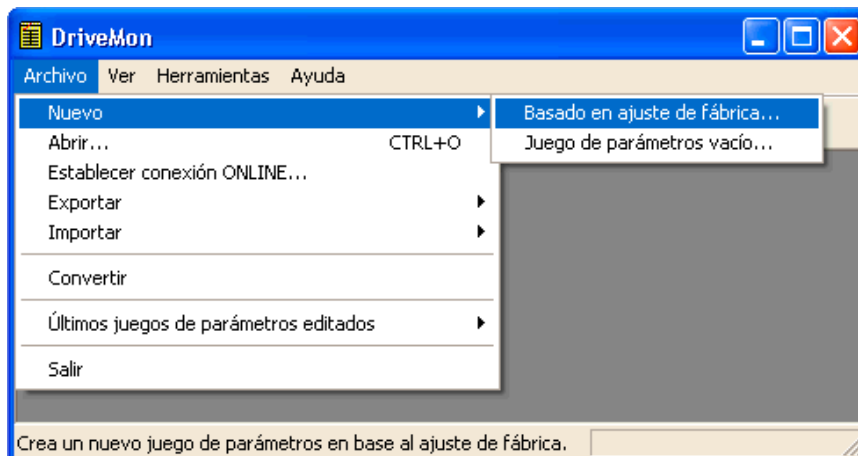 DriveMon
Archivo Ver Herramientas Ayuda
Nuevo
Basado en ajuste de fábrica...
Abrir... CTRL+O
Juego de parámetros vacío...
Establecer conexión ONLINE...
Exportar
Importar
Convertir
Últimos juegos de parámetros editados
Salir
Crea un nuevo juego de parámetros en base al ajuste de fábrica.